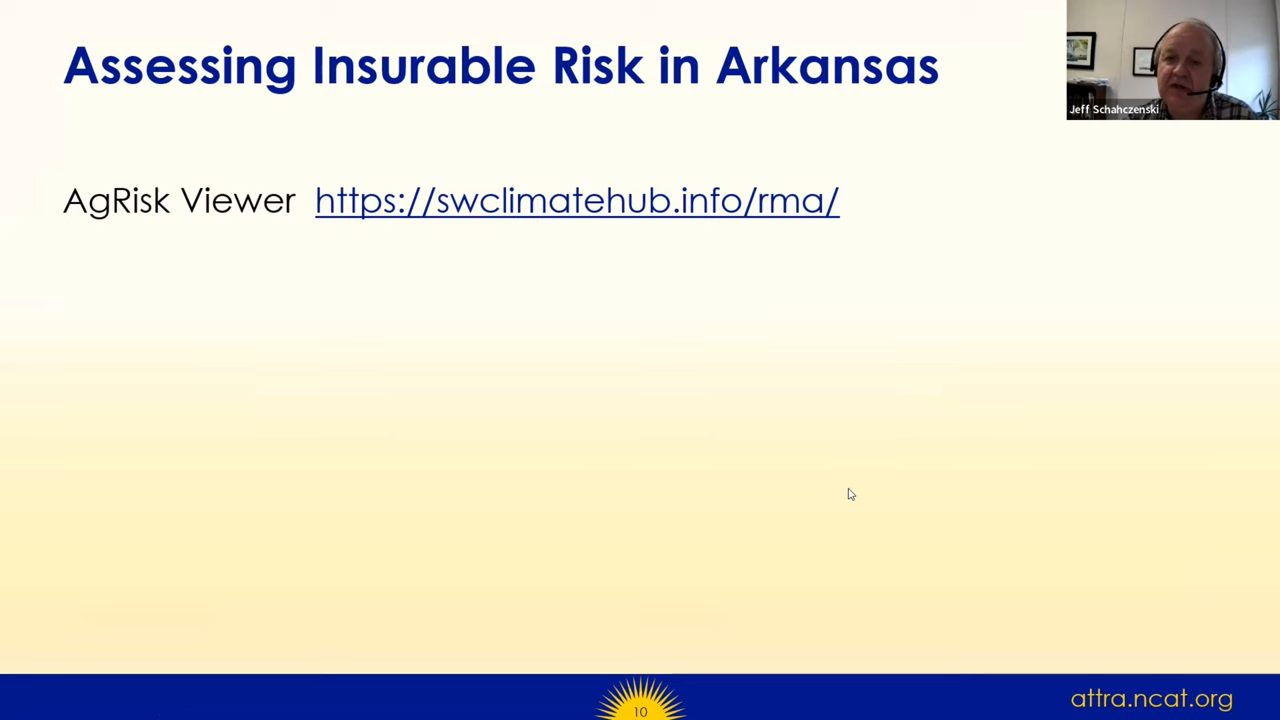 Assessing Insurable Risk in Arkansas
Jeff Schahczenski
AgRisk Viewer https://swclimatehub.info/rma/
10
attra.ncat.org